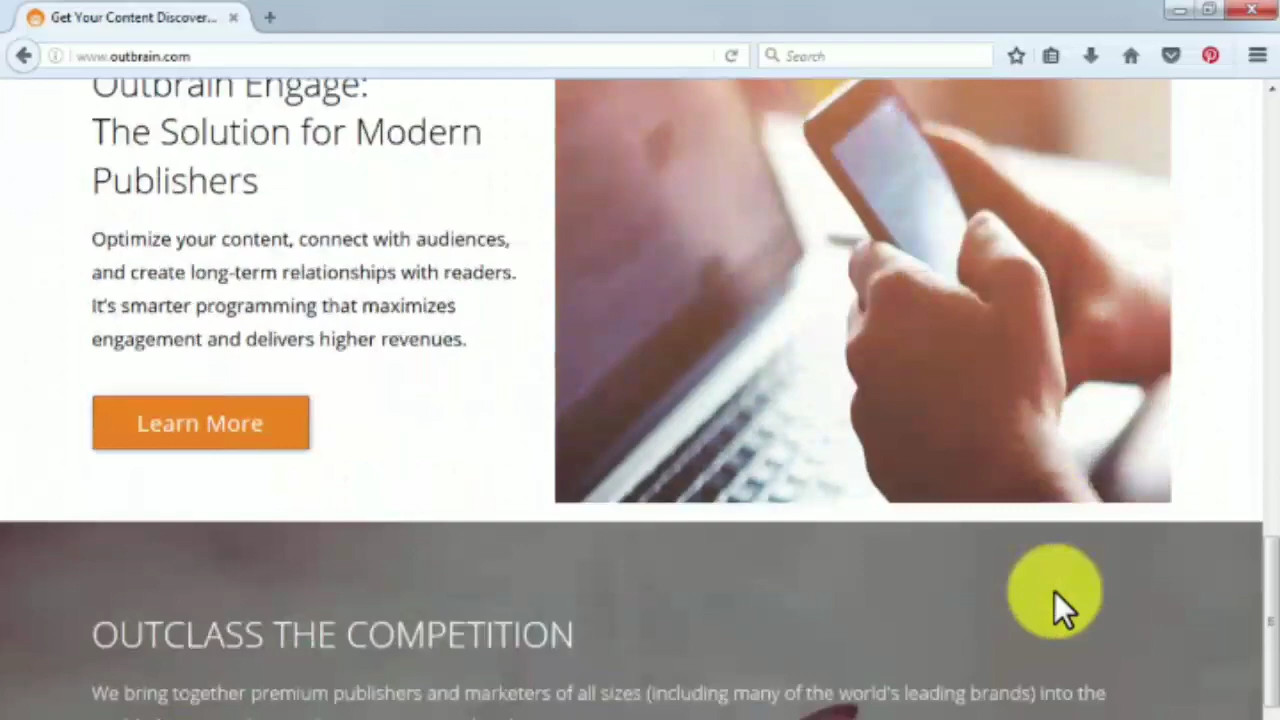 Get Your Content Discover...
www.outbrain.com
Search
Outbrain Engage:
The Solution for Modern
Publishers
Optimize your content, connect with audiences,
and create long-term relationships with readers.
It's smarter programming that maximizes
engagement and delivers higher revenues.
Learn More
OUTCLASS THE COMPETITION
We bring together premium publishers and marketers of all sizes (including many of the world's leading brands) into the